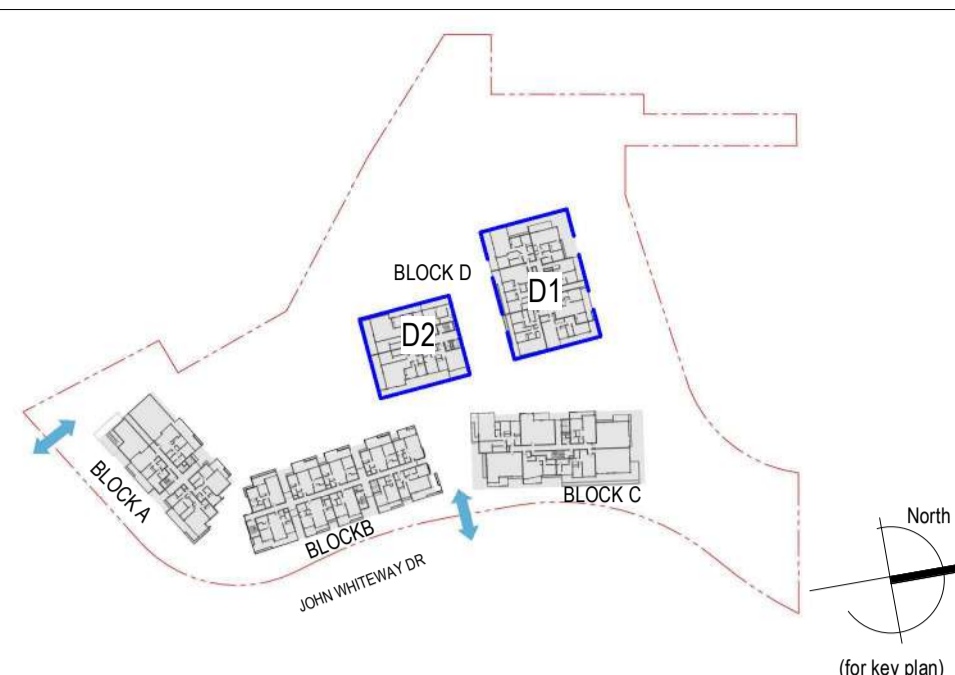 BLOCK D
D1
D2
BLOCK A
BLOCKB
BLOCK C
JOHN WHITEWAY DR
North
(for key plan)